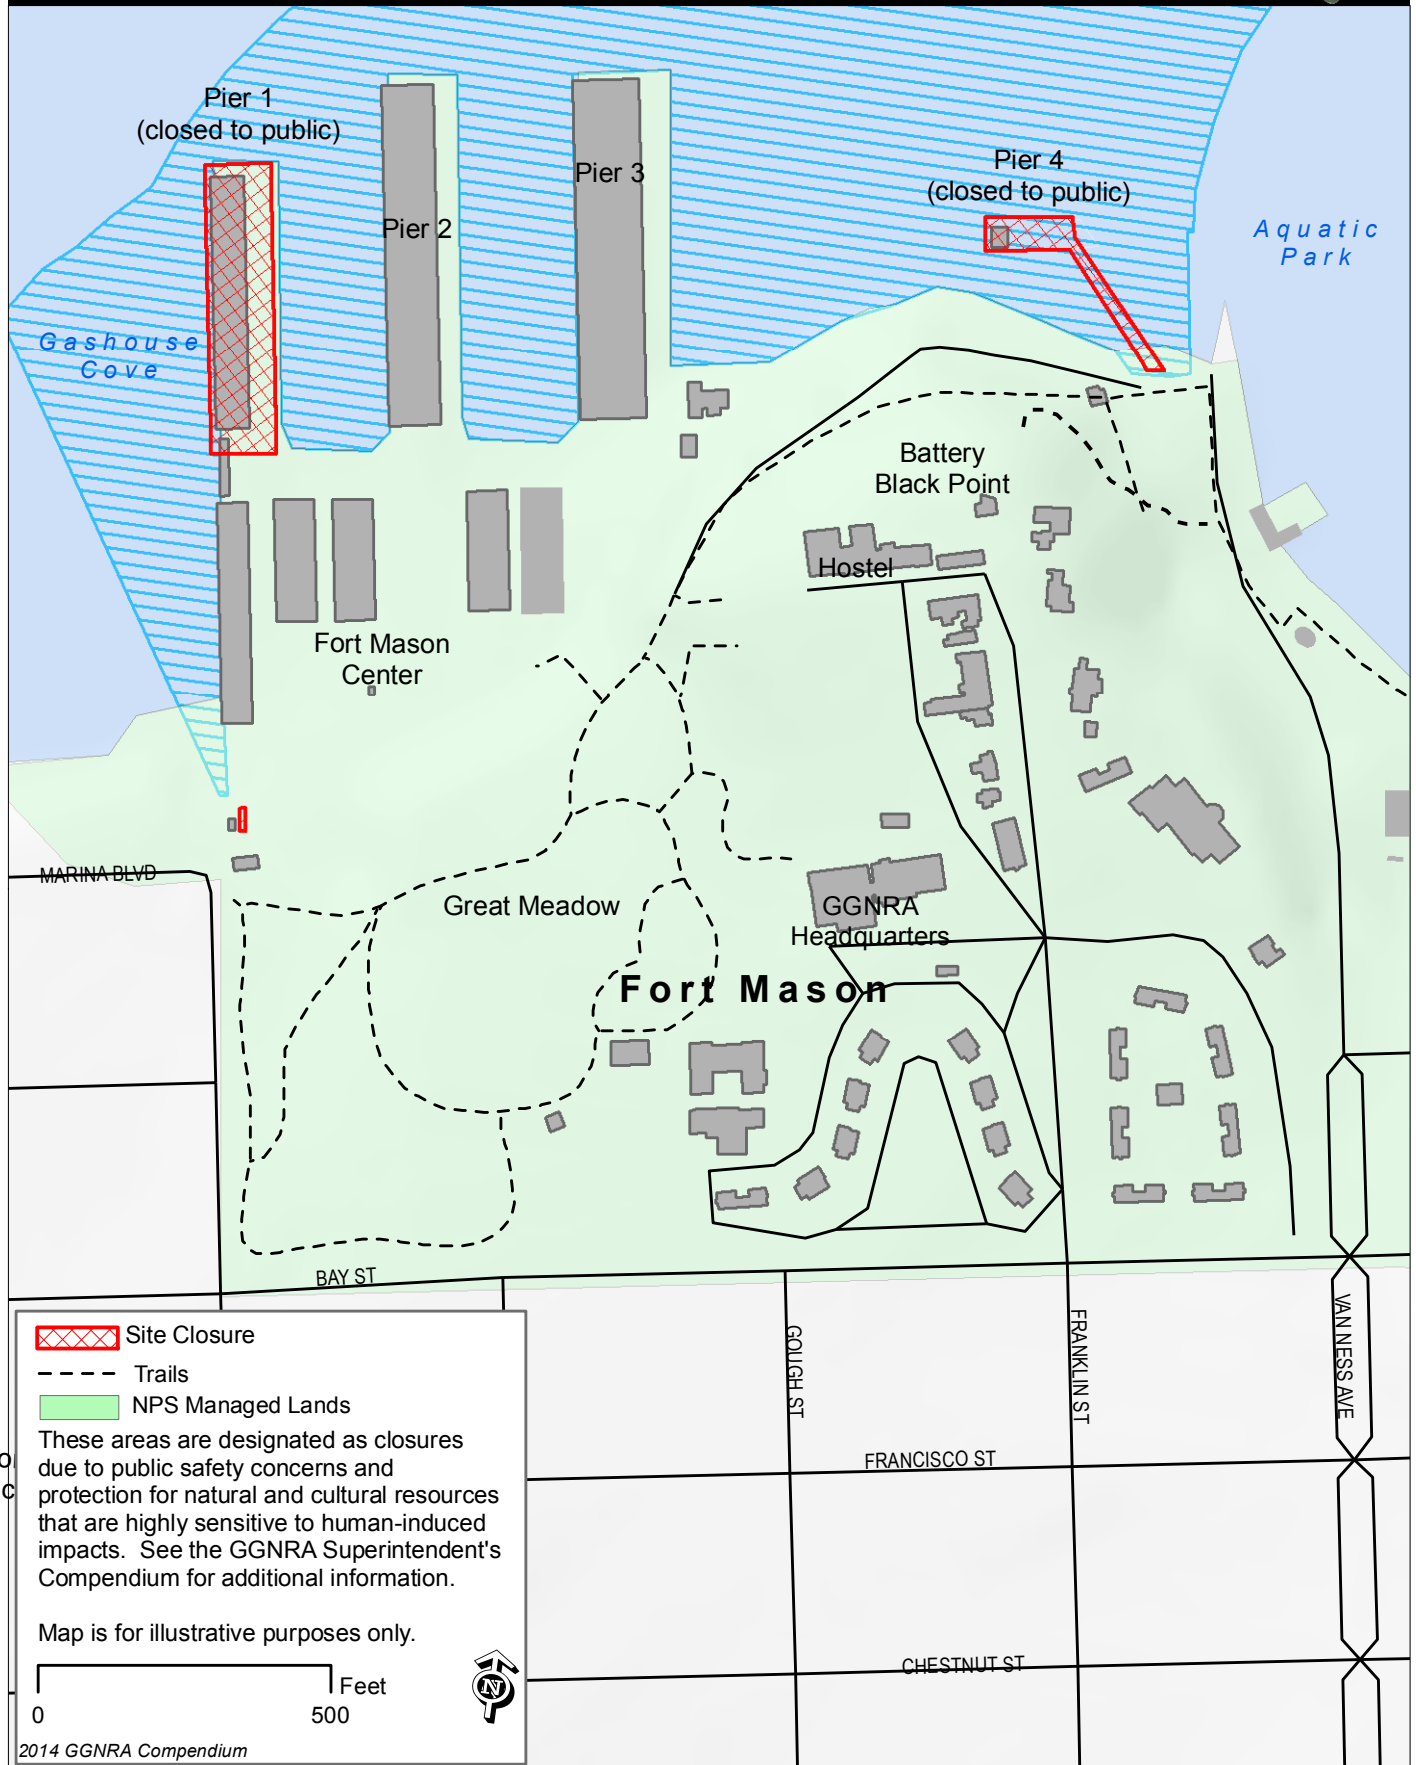 Pier 1
(closed to public)
Pier 2
Pier 3
Pier 4
(closed to public)
Aquatic
Park
Gashouse
Cove
Battery
Black Point
Hostel
Fort Mason
Center
MARINA BLVD
Great Meadow
GGNRA
Headquarters
Fort Mason
BAY ST
GOUGH ST
FRANKLIN ST
VAN NESS AVE
FRANCISCO ST
CHESTNUT ST
Site Closure
Trails
NPS Managed Lands
These areas are designated as closures
due to public safety concerns and
protection for natural and cultural resources
that are highly sensitive to human-induced
impacts. See the GGNRA Superintendent's
Compendium for additional information.
Map is for illustrative purposes only.
Feet
0 500
N
2014 GGNRA Compendium